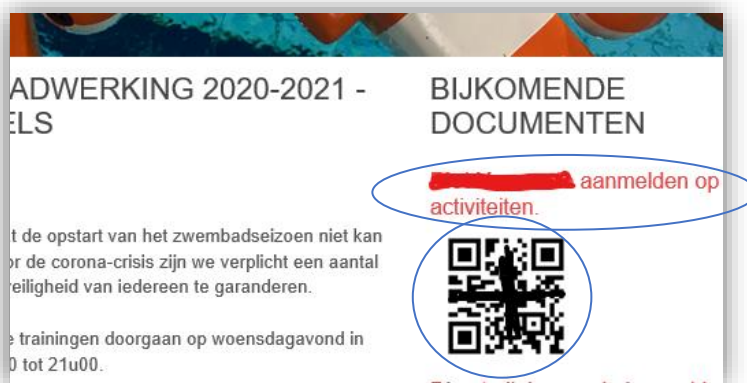 ADWERKING 2020-2021 -
ELS
t de opstart van het zwembadseizoen niet kan
or de corona-crisis zijn we verplicht een aantal
reiligheid van iedereen te garanderen.
e trainingen doorgaan op woensdagavond in
0 tot 21u00.
BIJKOMENDE
DOCUMENTEN
aanmelden op
activiteiten.